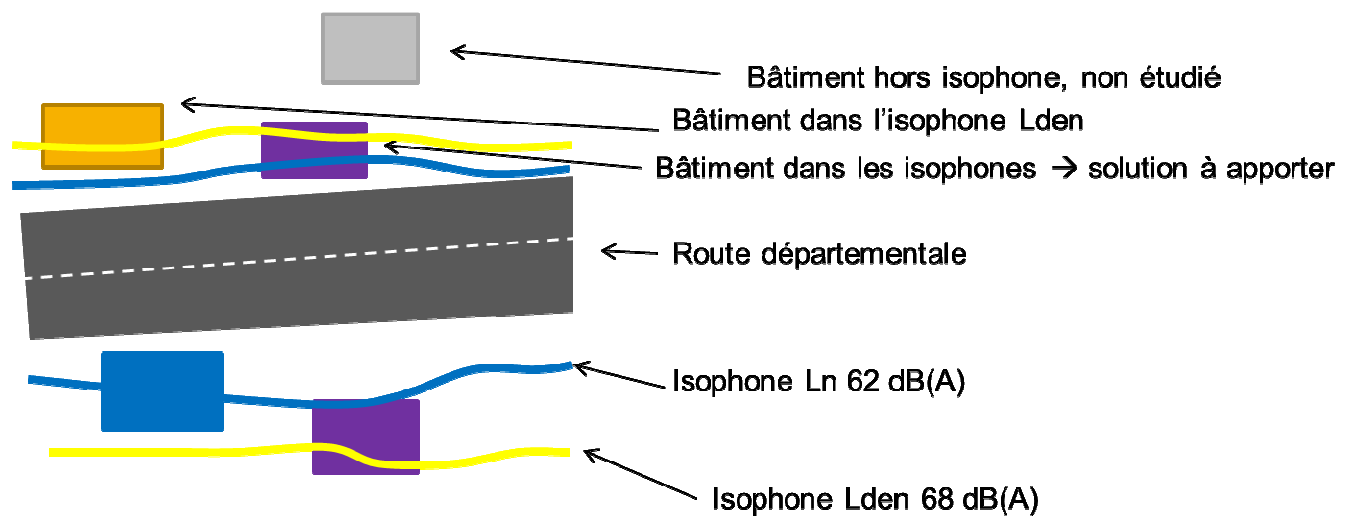 Bâtiment hors isophone, non étudié
Bâtiment dans l'isophone Lden
Bâtiment dans les isophones → solution à apporter
Route départementale
Isophone Ln 62 dB(A)
Isophone Lden 68 dB(A)